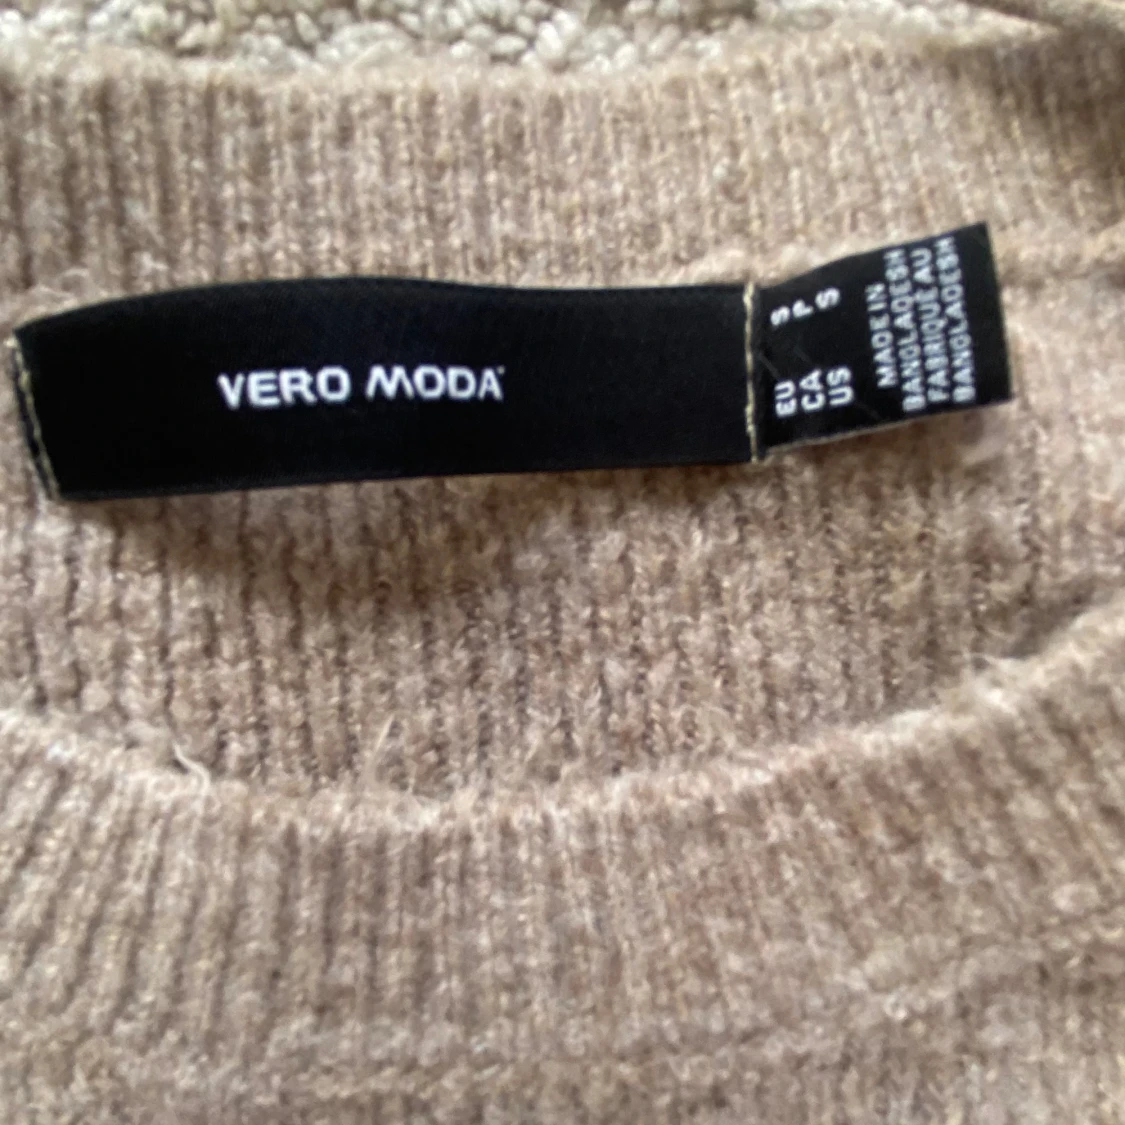 VERO MODA
EU S
CA P
US S
MADE IN
BANGLADESH
FABRIQUÉ AU
BANGLADESH